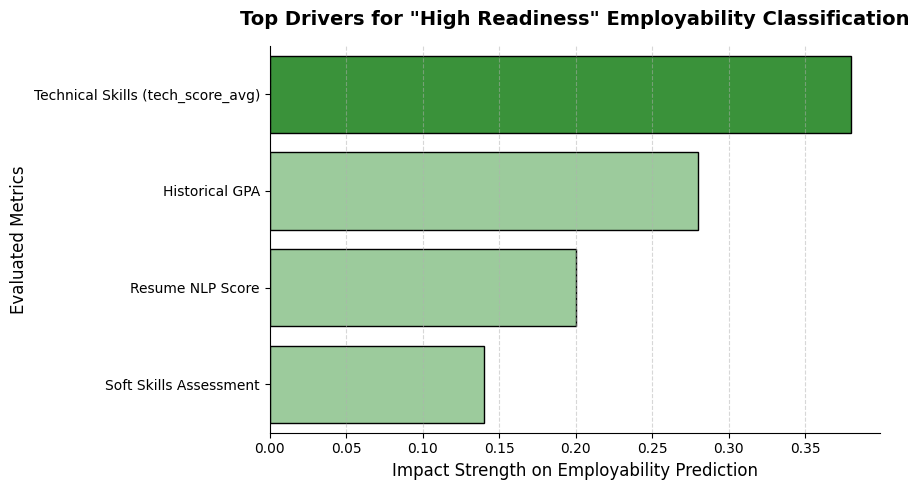 Top Drivers for "High Readiness" Employability Classification
Evaluated Metrics
Technical Skills (tech_score_avg)
Historical GPA
Resume NLP Score
Soft Skills Assessment
0.00 0.05 0.10 0.15 0.20 0.25 0.30 0.35
Impact Strength on Employability Prediction